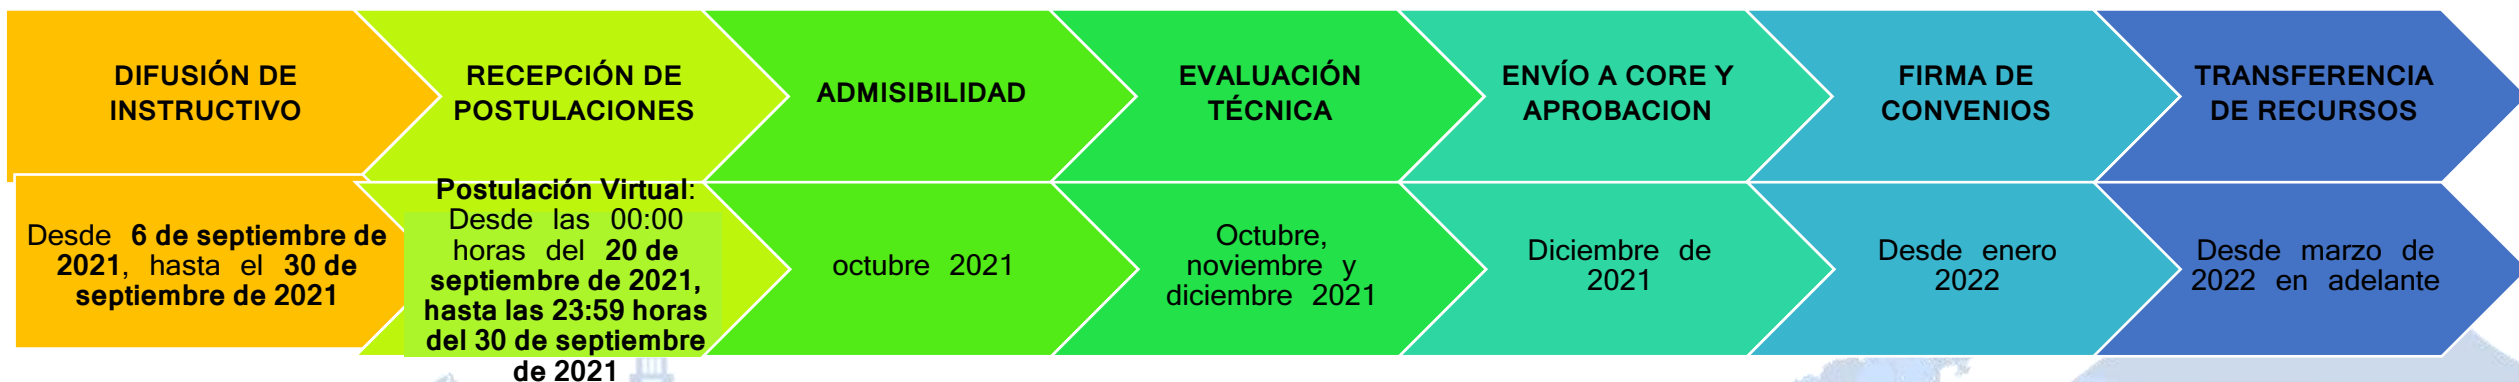 DIFUSIÓN DE
INSTRUCTIVO
RECEPCIÓN DE
POSTULACIONES
ADMISIBILIDAD
EVALUACIÓN
TÉCNICA
ENVÍO A CORE Y
APROBACION
FIRMA DE
CONVENIOS
TRANSFERENCIA
DE RECURSOS
Desde 6 de septiembre de
2021, hasta el 30 de
septiembre de 2021
Postulación Virtual:
Desde las 00:00
horas del 20 de
septiembre de 2021,
hasta las 23:59 horas
del 30 de septiembre
de 2021
octubre 2021
Octubre,
noviembre y
diciembre 2021
Diciembre de
2021
Desde enero
2022
Desde marzo de
2022 en adelante